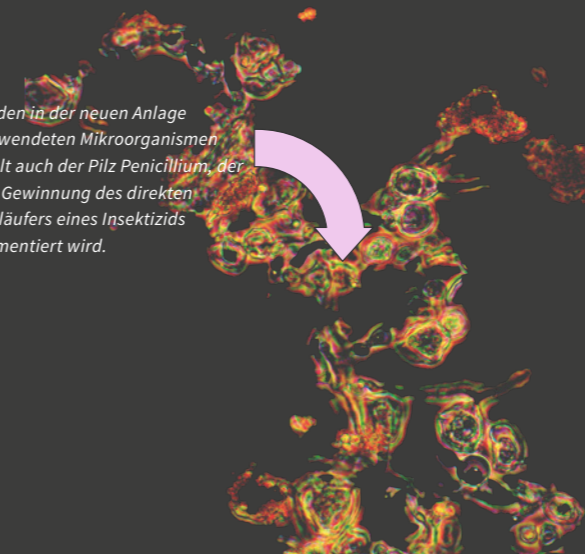 den in der neuen Anlage
wendeten Mikroorganismen
lt auch der Pilz Penicillium, der
Gewinnung des direkten
läufers eines Insektizids
mentiert wird.